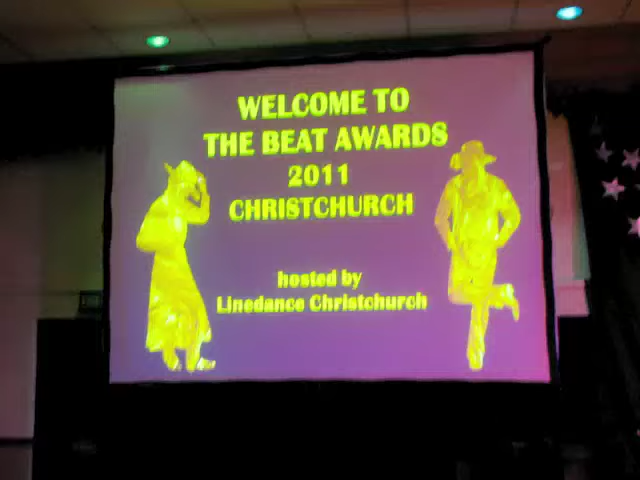 WELCOME TO
THE BEAT AWARDS
2011
CHRISTCHURCH
hosted by
Linedance Christchurch